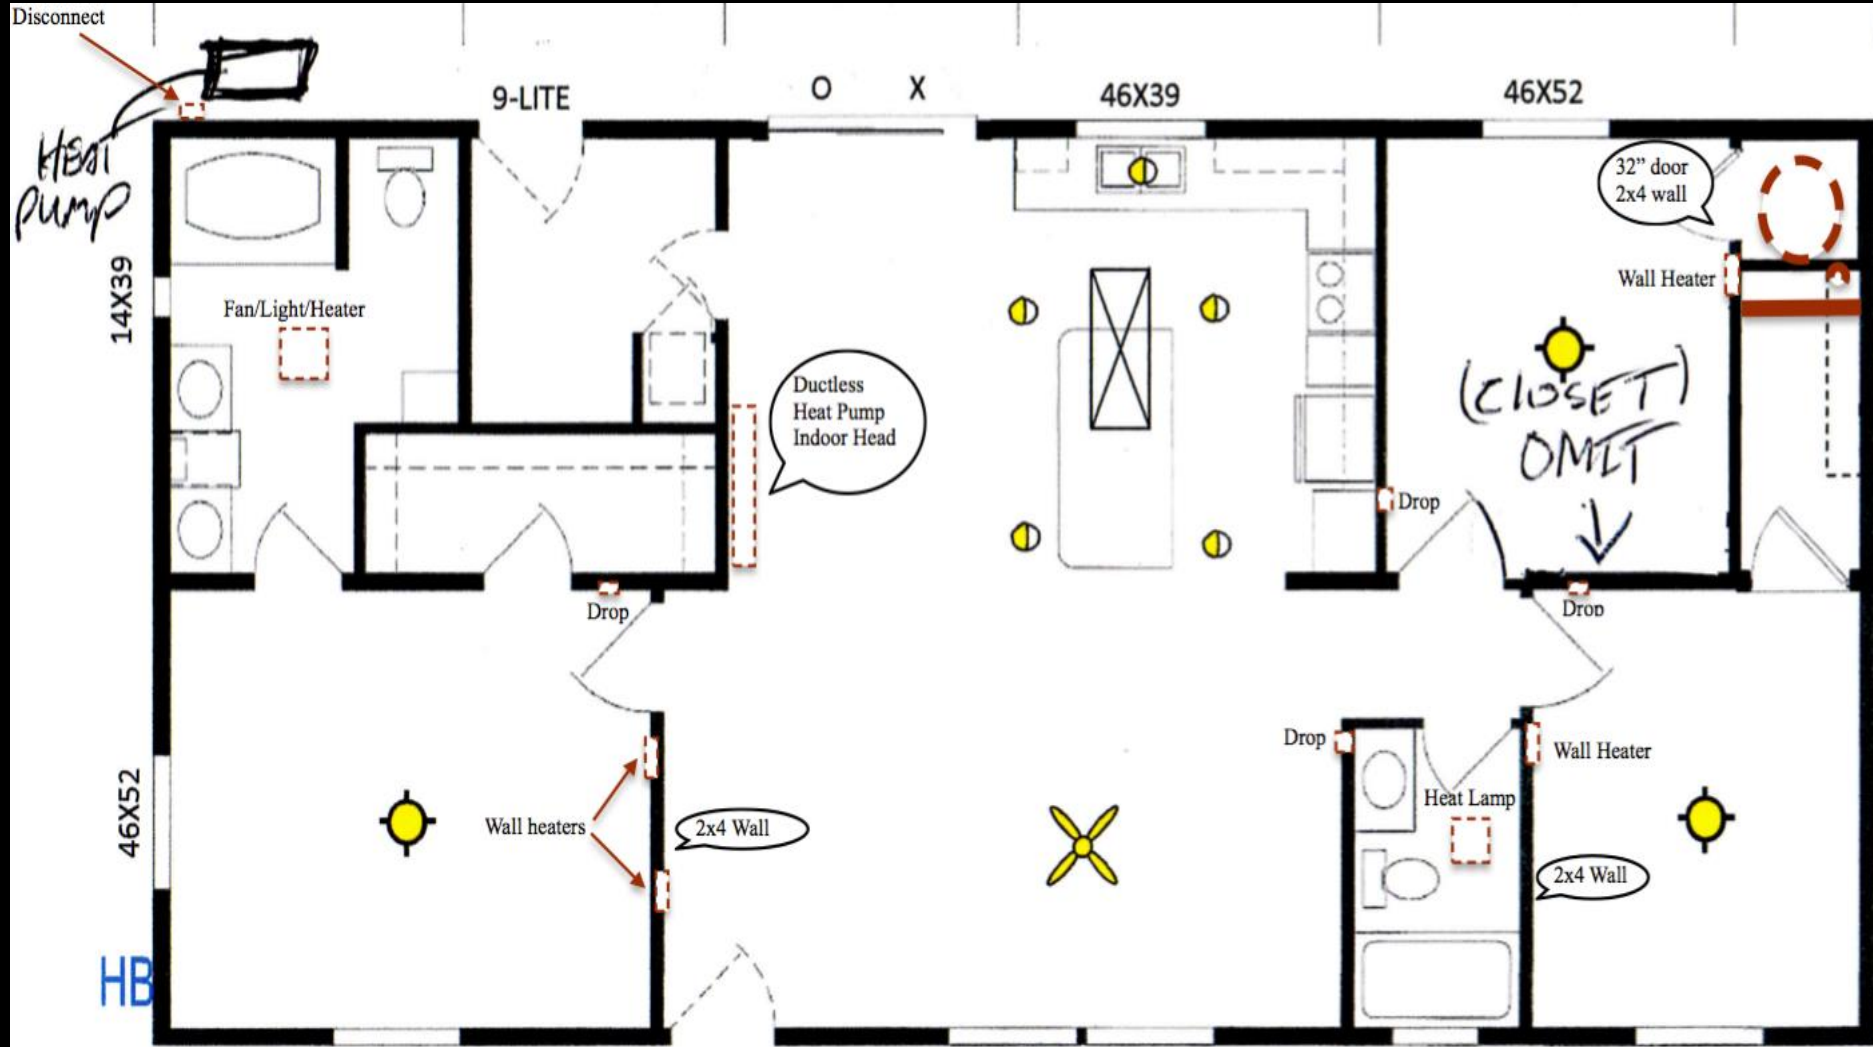 Disconnect
HEAT
PUMP
9-LITE
O X
46X39
46X52
32” door
2x4 wall
14X39
Fan/Light/Heater
Wall Heater
Ductless
Heat Pump
Indoor Head
(CLOSET)
OMIT
Drop
Drop
Drop
Drop
Wall Heater
46X52
Wall heaters
2x4 Wall
Heat Lamp
2x4 Wall
HB